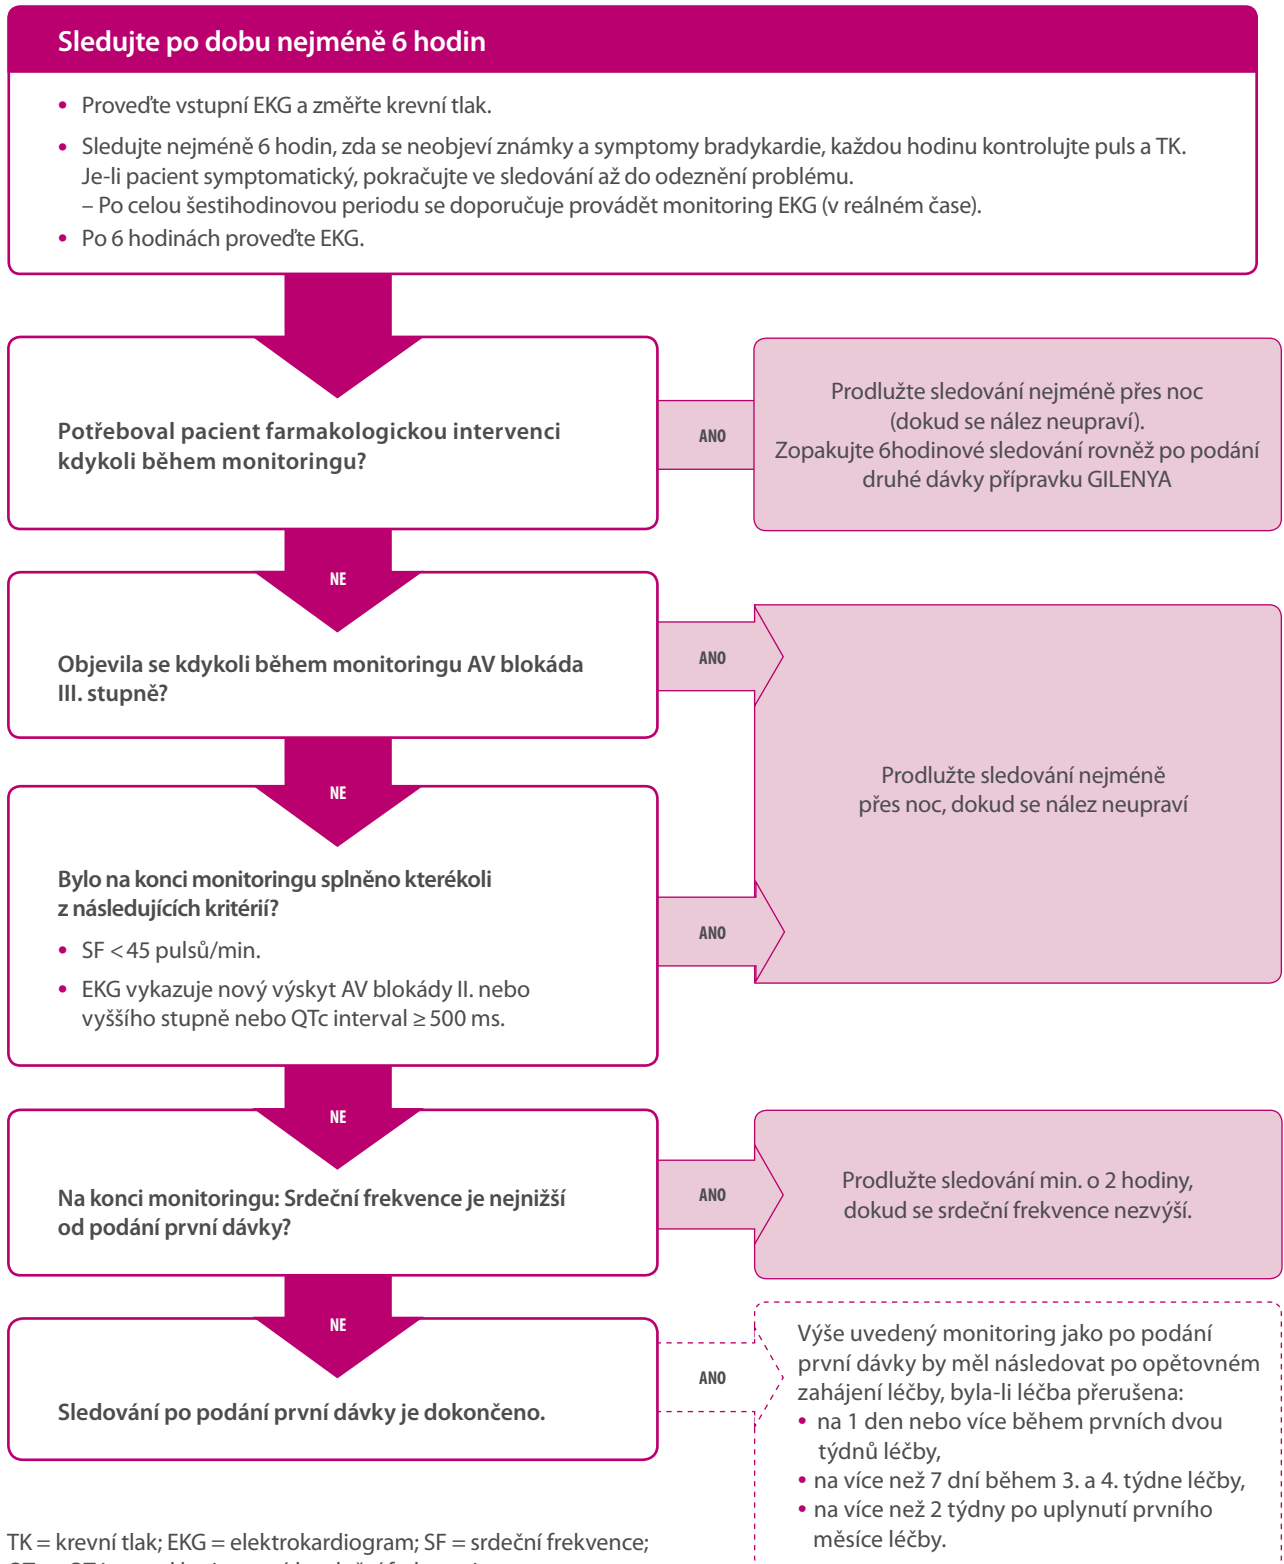 Sledujte po dobu nejméně 6 hodin
• Proveďte vstupní EKG a změřte krevní tlak.
• Sledujte nejméně 6 hodin, zda se neobjeví známky a symptomy bradykardie, každou hodinu kontrolujte puls a TK.
Je-li pacient symptomatický, pokračujte ve sledování až do odeznění problému.
– Po celou šestihodinovou periodu se doporučuje provádět monitoring EKG (v reálném čase).
• Po 6 hodinách proveďte EKG.
Potřeboval pacient farmakologickou intervenci
kdykoli během monitoringu?
ANO
Prodlužte sledování nejméně přes noc
(dokud se nález neupraví).
Zopakujte 6hodinové sledování rovněž po podání
druhé dávky přípravku GILENYA
NE
Objevila se kdykoli během monitoringu AV blokáda
III. stupně?
ANO
Prodlužte sledování nejméně
přes noc, dokud se nález neupraví
NE
Bylo na konci monitoringu splněno kterékoli
z následujících kritérií?
• SF < 45 pulsů/min.
• EKG vykazuje nový výskyt AV blokády II. nebo
vyššího stupně nebo QTc interval ≥ 500 ms.
ANO
NE
Na konci monitoringu: Srdeční frekvence je nejnižší
od podání první dávky?
ANO
Prodlužte sledování min. o 2 hodiny,
dokud se srdeční frekvence nezvýší.
NE
Sledování po podání první dávky je dokončeno.
ANO
Výše uvedený monitoring jako po podání
první dávky by měl následovat po opětovném
zahájení léčby, byla-li léčba přerušena:
• na 1 den nebo více během prvních dvou
týdnů léčby,
• na více než 7 dní během 3. a 4. týdne léčby,
• na více než 2 týdny po uplynutí prvního
měsíce léčby.
TK = krevní tlak; EKG = elektrokardiogram; SF = srdeční frekvence;